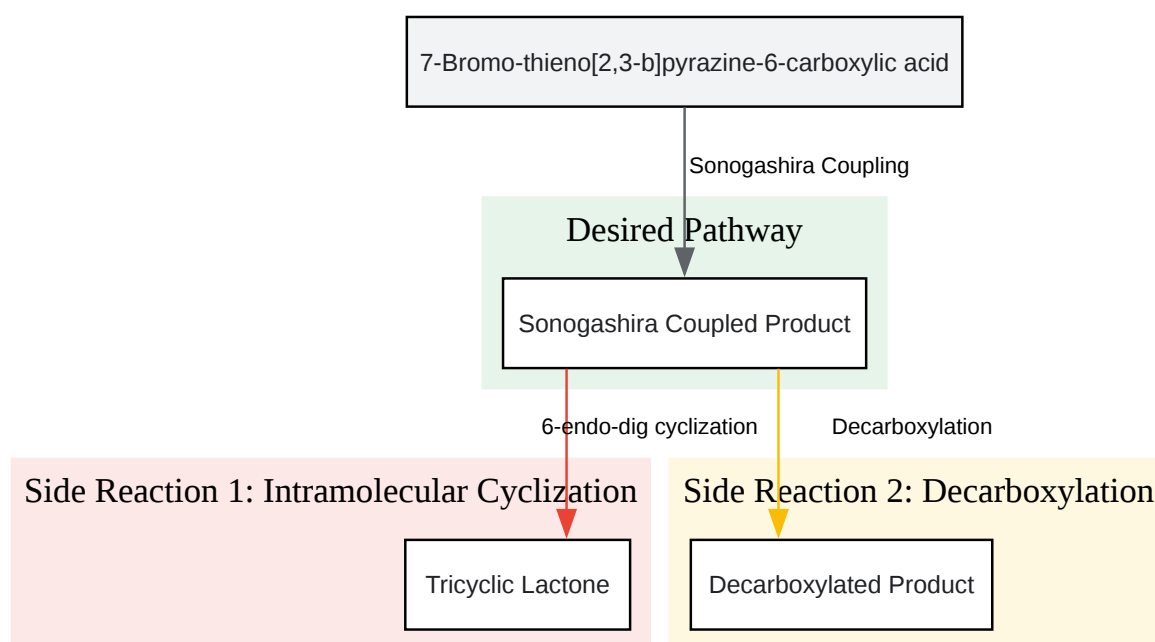 7-Bromo-thieno[2,3-b]pyrazine-6-carboxylic acid
Sonogashira Coupling
Desired Pathway
Sonogashira Coupled Product
6-endo-dig cyclization
Decarboxylation
Side Reaction 1: Intramolecular Cyclization
Side Reaction 2: Decarboxylation
Tricyclic Lactone
Decarboxylated Product